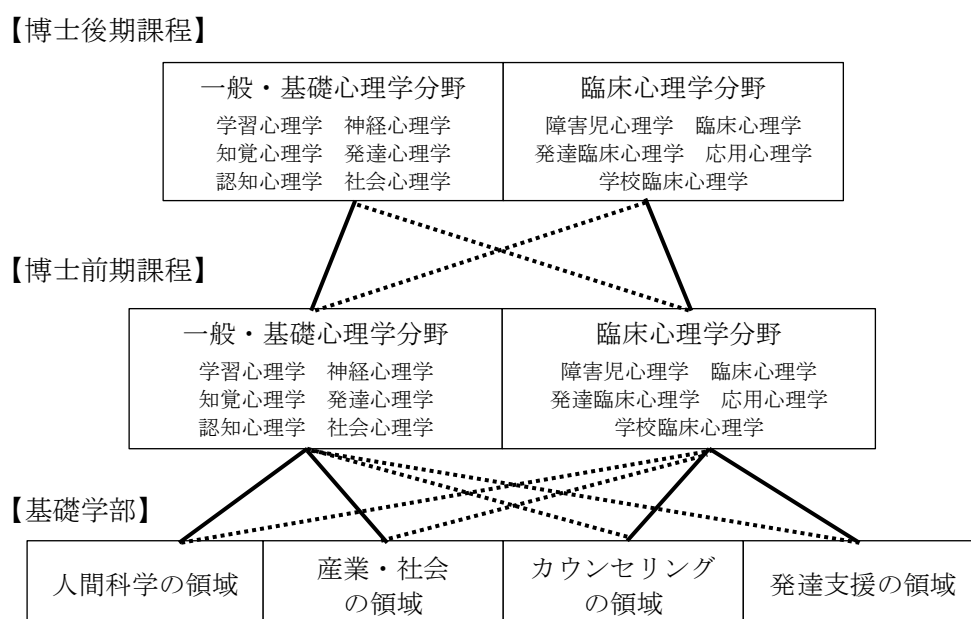 【博士後期課程】
一般・基礎心理学分野
学習心理学　神経心理学
知覚心理学　発達心理学
認知心理学　社会心理学
臨床心理学分野
障害児心理学　臨床心理学
発達臨床心理学　応用心理学
学校臨床心理学
【博士前期課程】
一般・基礎心理学分野
学習心理学　神経心理学
知覚心理学　発達心理学
認知心理学　社会心理学
臨床心理学分野
障害児心理学　臨床心理学
発達臨床心理学　応用心理学
学校臨床心理学
【基礎学部】
人間科学の領域
産業・社会
の領域
カウンセリング
の領域
発達支援の領域